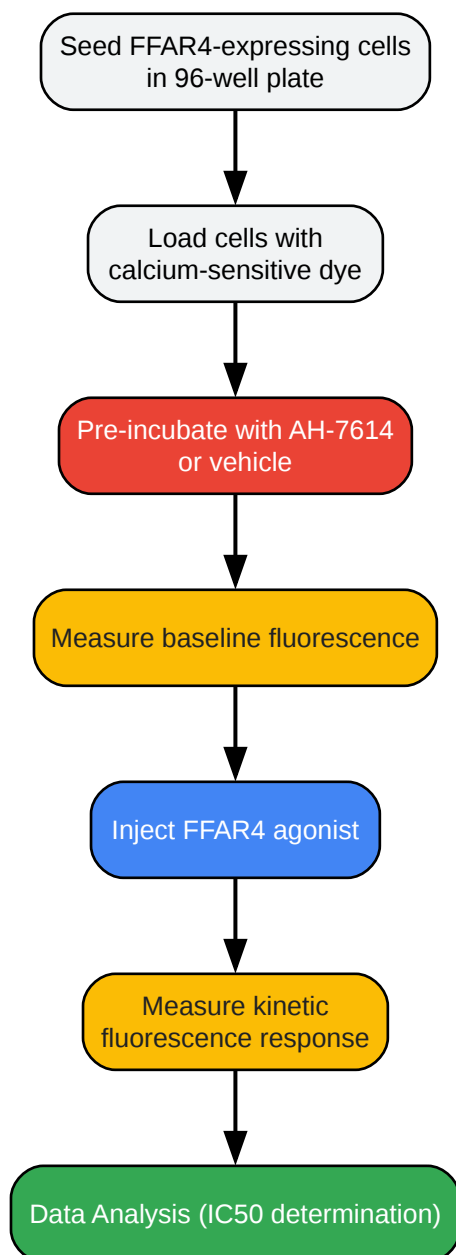 Seed FFAR4-expressing cells
in 96-well plate
Load cells with
calcium-sensitive dye
Pre-incubate with AH-7614
or vehicle
Measure baseline fluorescence
Inject FFAR4 agonist
Measure kinetic
fluorescence response
Data Analysis (IC50 determination)